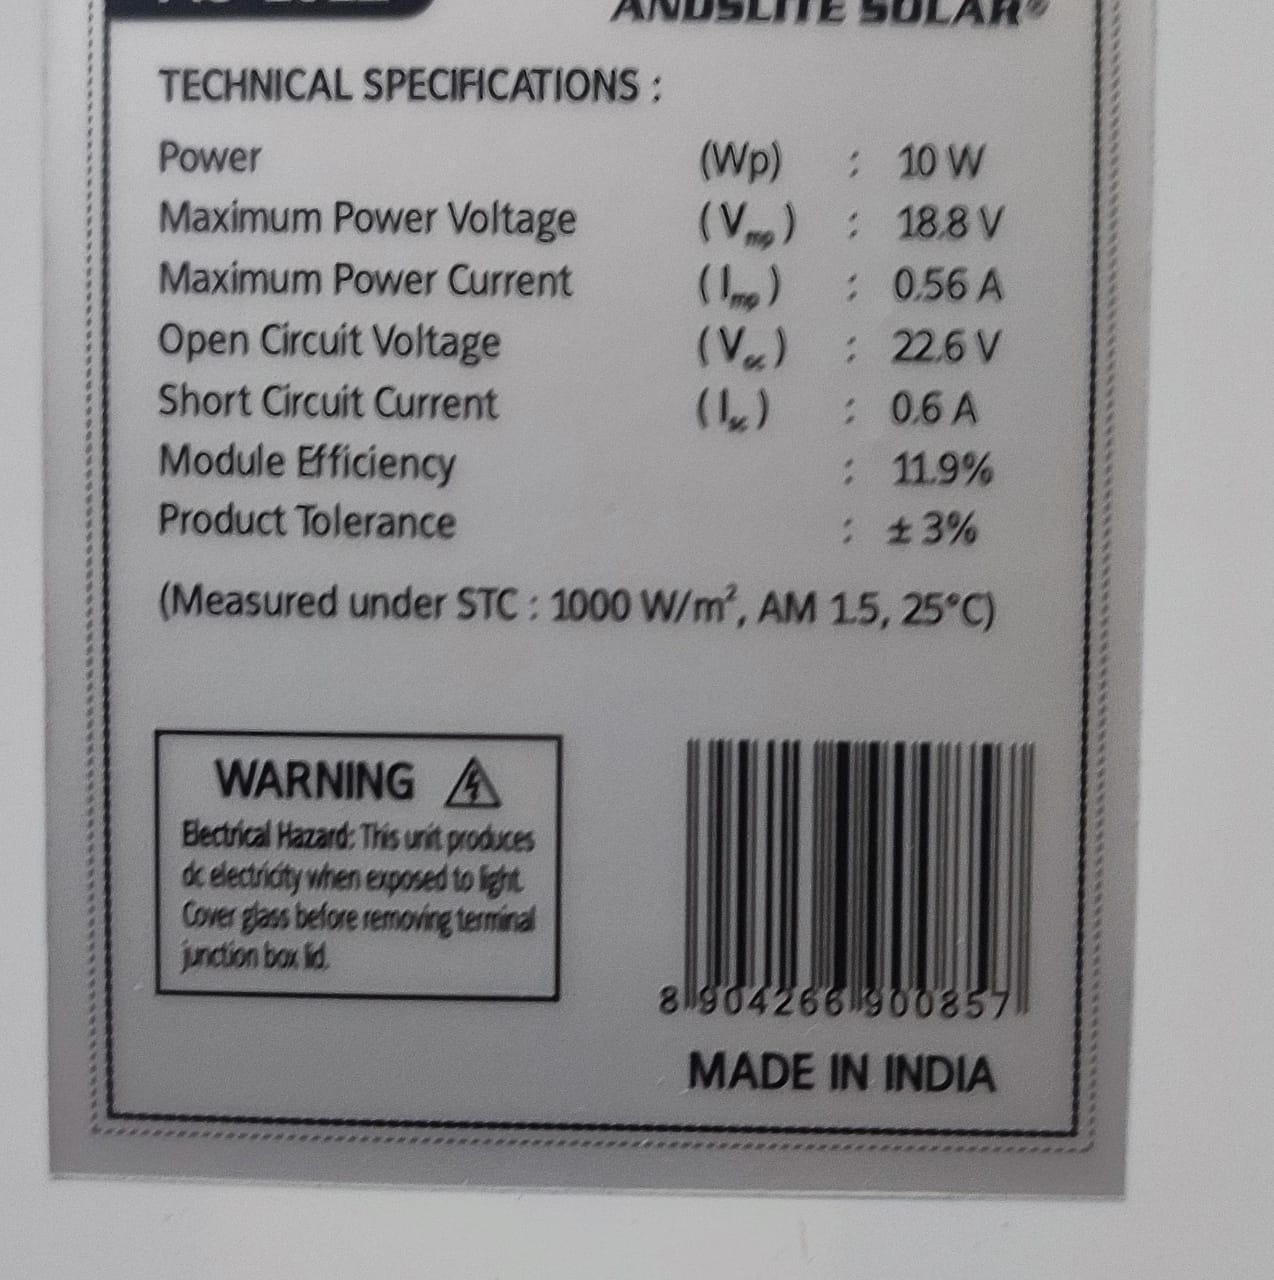 ANDSLITE SOLAR®
TECHNICAL SPECIFICATIONS :
Power (Wp) : 10 W
Maximum Power Voltage (Vmp) : 18.8 V
Maximum Power Current (Imp) : 0.56 A
Open Circuit Voltage (Voc) : 22.6 V
Short Circuit Current (Isc) : 0.6 A
Module Efficiency : 11.9%
Product Tolerance : ± 3%
(Measured under STC : 1000 W/m², AM 1.5, 25°C)
WARNING
Electrical Hazard: This unit produces
dc electricity when exposed to light.
Cover glass before removing terminal
junction box lid.
8 904266 900857
MADE IN INDIA